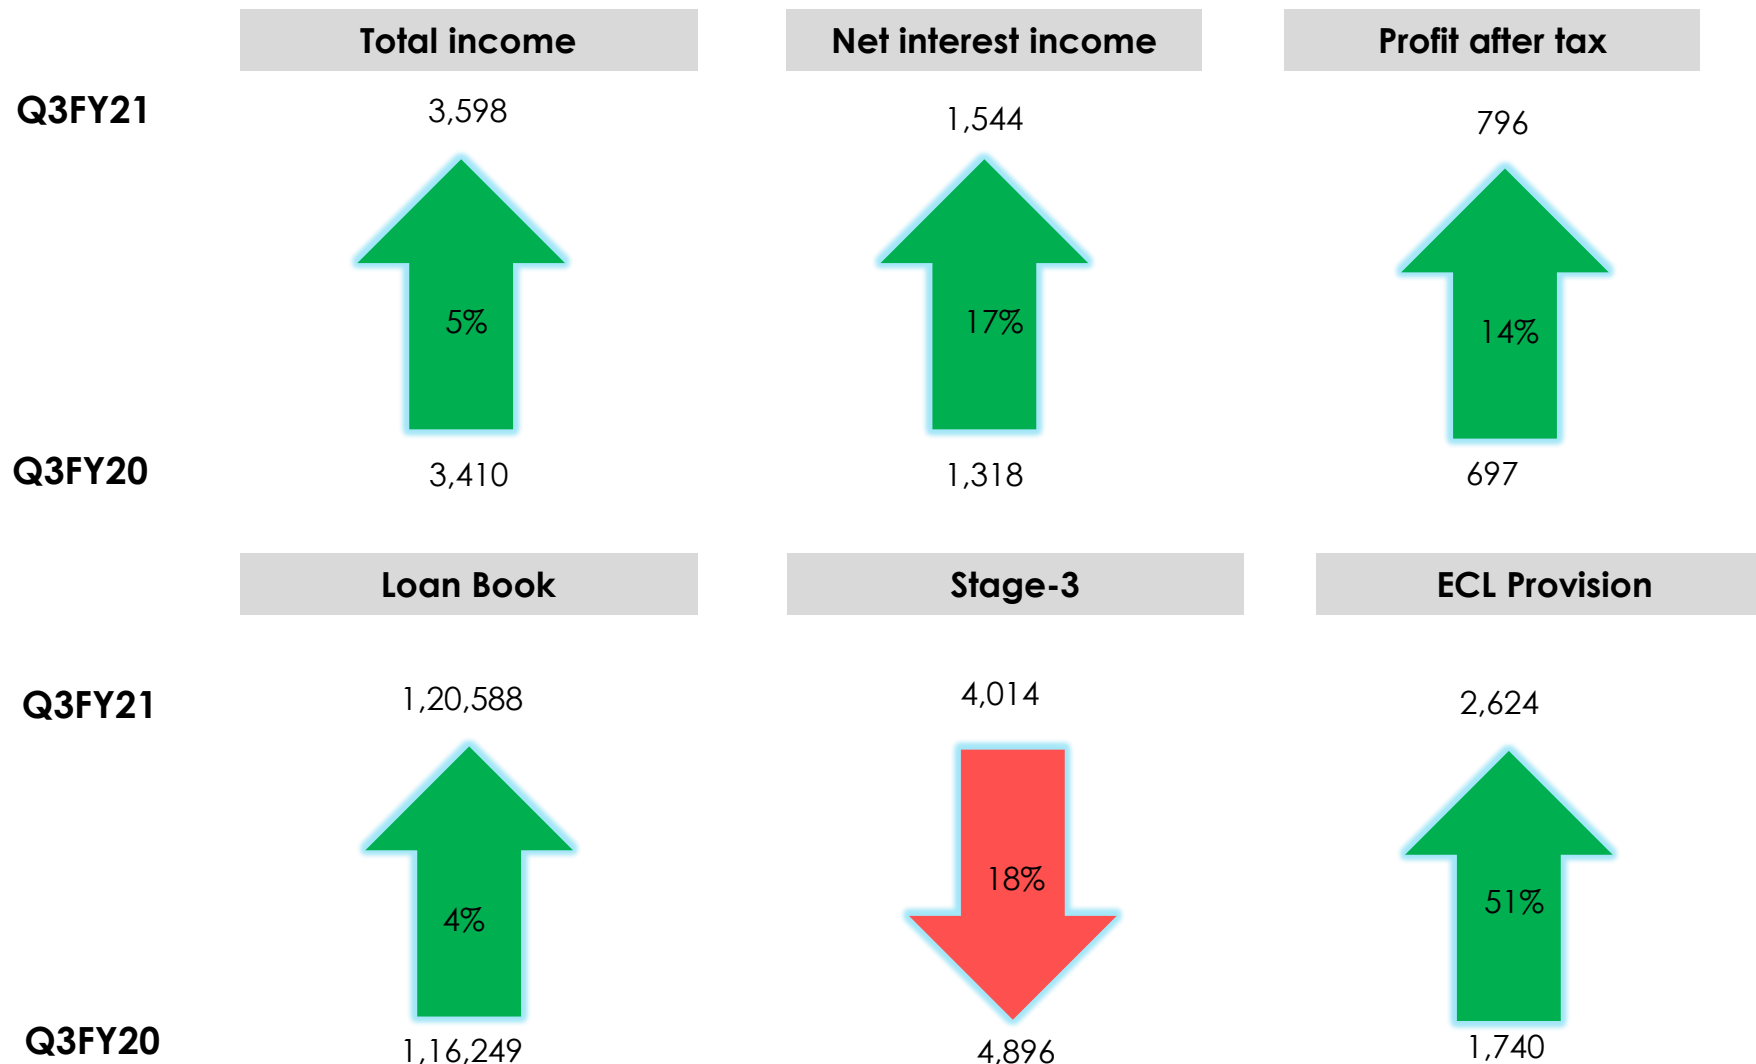 Total income Net interest income Profit after tax
Q3FY21 3,598 1,544 796
5% 17% 14%
Q3FY20 3,410 1,318 697
Loan Book Stage-3 ECL Provision
Q3FY21 1,20,588 4,014 2,624
4% 18% 51%
Q3FY20 1,16,249 4,896 1,740